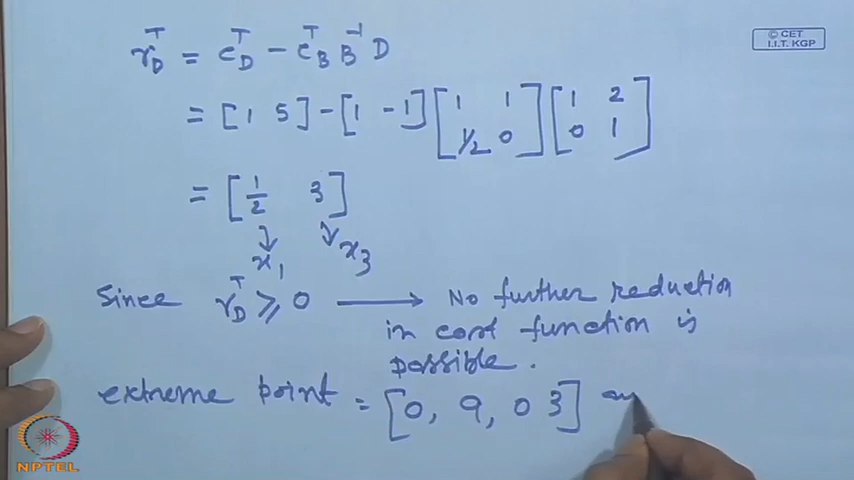 © CET
I.I.T. KGP
r_D^T = c_D^T - c_B^T B^{-1} D
= [1 5] - [1 -1] [1 1; 1/2 0] [1 2; 0 1]
= [1/2 3]
x_1 x_3
Since r_D^T ⩾ 0 → No further reduction
in cost function is
possible.
extreme point = [0, 9, 0 3]
NPTEL